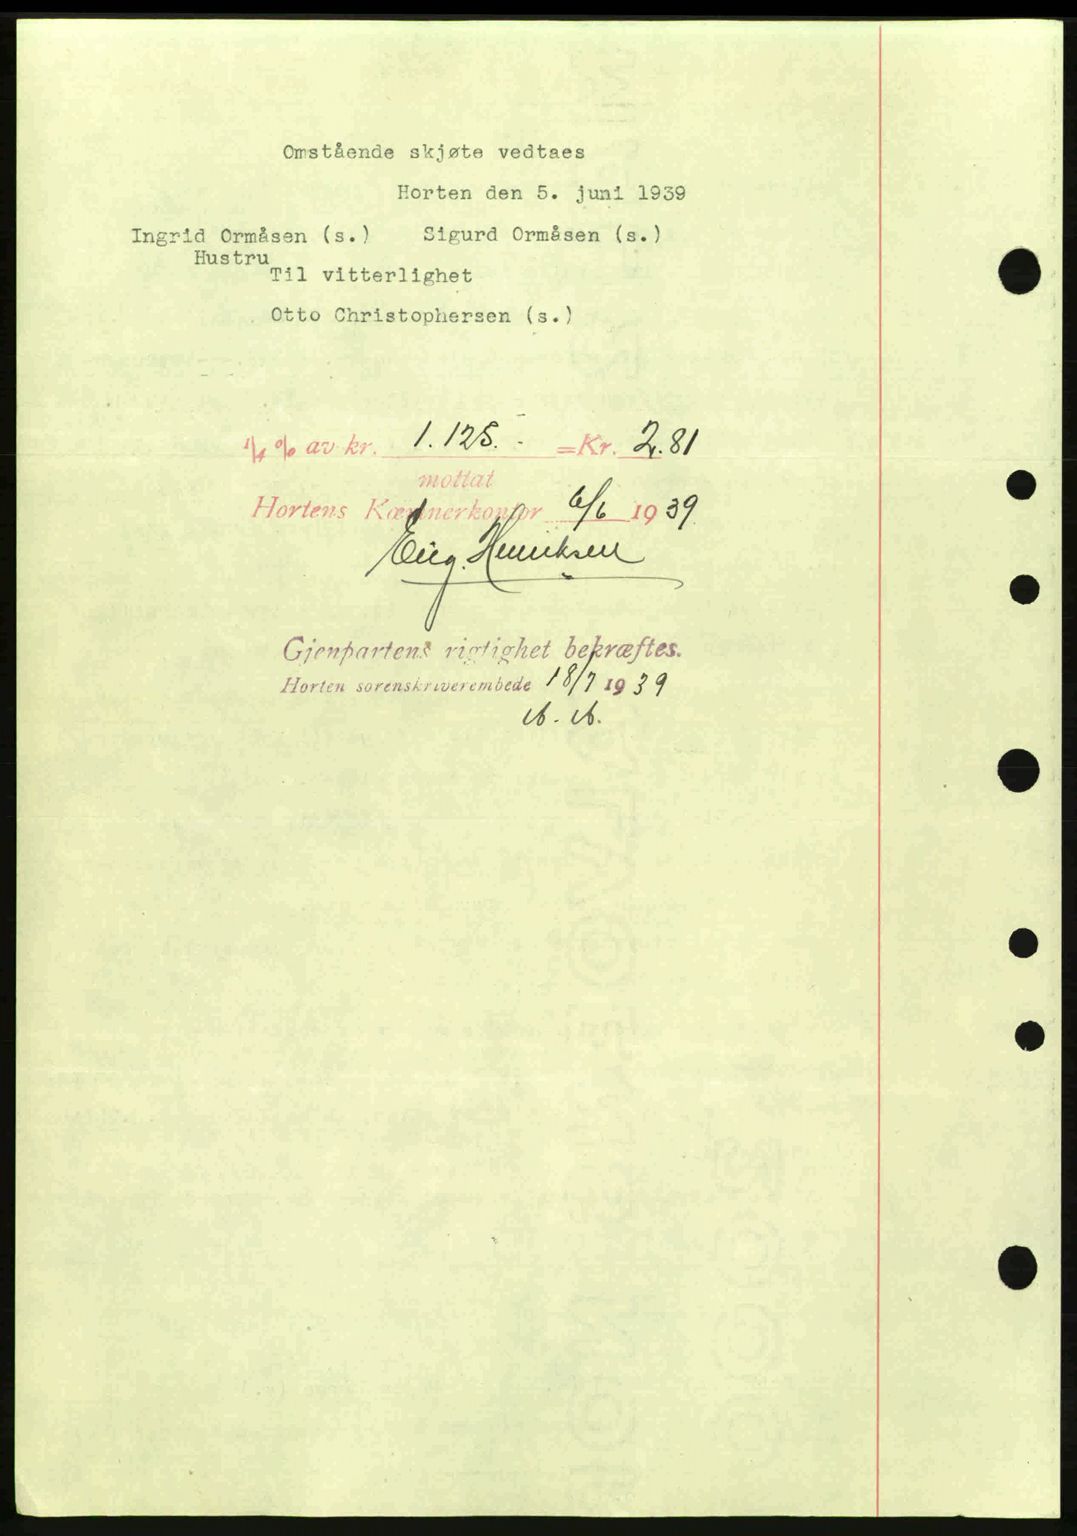 Omstående skjøte vedtaes
Horten den 5. juni 1939
Ingrid Ormåsen (s.) Sigurd Ormåsen (s.)
Hustru
Til vitterlighet
Otto Christophersen (s.)
1/4 % av kr. 1.125.- =Kr. 2.81
mottat
Hortens Kæmnerkontor 6/6 1939
Eug. Henriksen
Gjenpartens rigtighet bekræftes.
Horten sorenskriverembede 18/7 1939